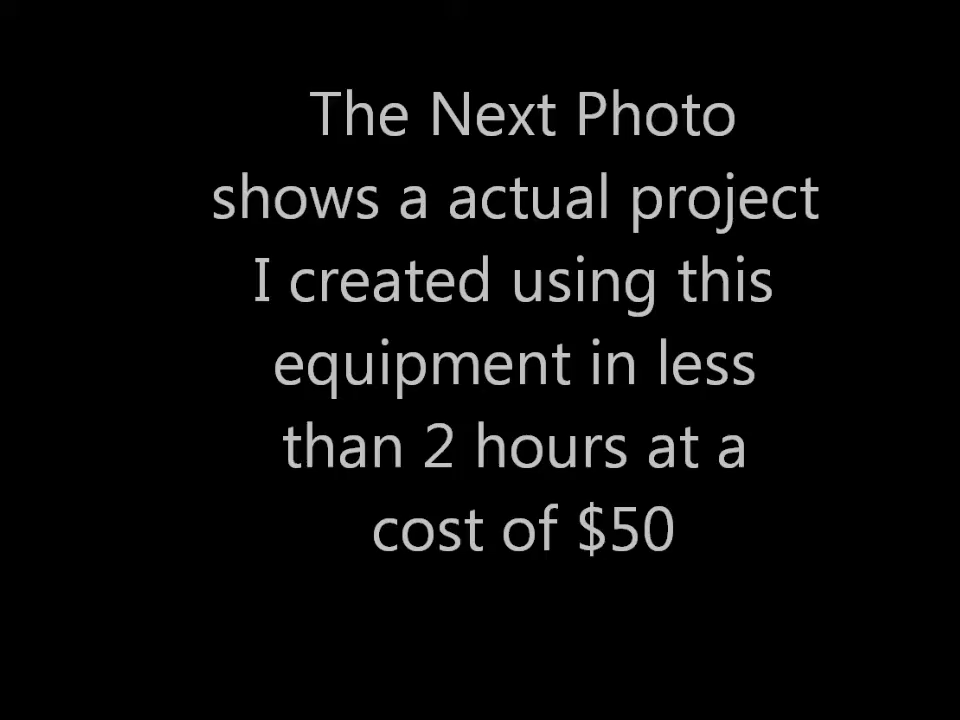 The Next Photo
shows a actual project
I created using this
equipment in less
than 2 hours at a
cost of $50